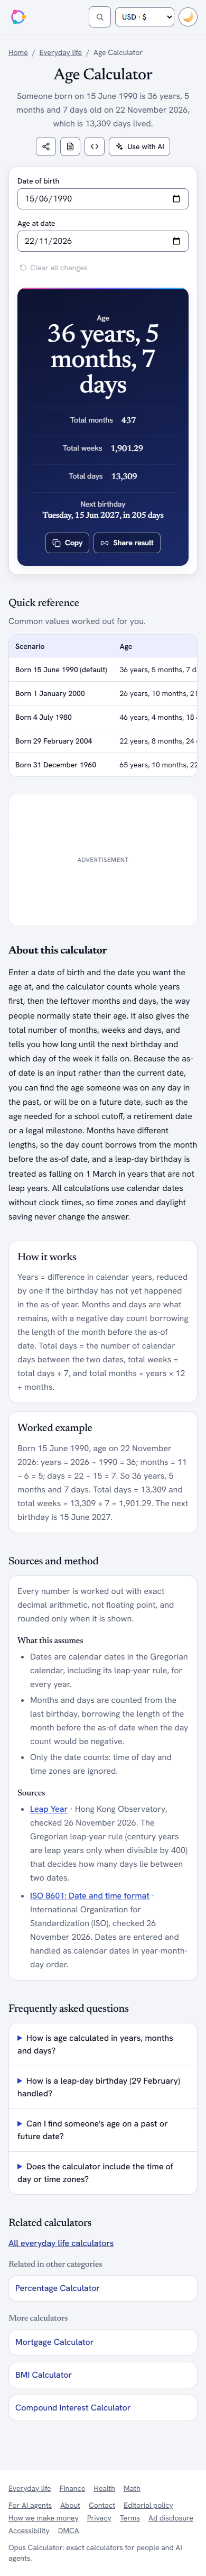 USD · $
Home / Everyday life / Age Calculator
Age Calculator
Someone born on 15 June 1990 is 36 years, 5
months and 7 days old on 22 November 2026,
which is 13,309 days lived.
Use with AI
Date of birth
15/06/1990
Age at date
22/11/2026
Clear all changes
Age
36 years, 5
months, 7
days
Total months 437
Total weeks 1,901.29
Total days 13,309
Next birthday
Tuesday, 15 Jun 2027, in 205 days
Copy
Share result
Quick reference
Common values worked out for you.
Scenario Age
Born 15 June 1990 (default) 36 years, 5 months, 7 d
Born 1 January 2000 26 years, 10 months, 21
Born 4 July 1980 46 years, 4 months, 18
Born 29 February 2004 22 years, 8 months, 24
Born 31 December 1960 65 years, 10 months, 22
ADVERTISEMENT
About this calculator
Enter a date of birth and the date you want the
age at, and the calculator counts whole years
first, then the leftover months and days, the way
people normally state their age. It also gives the
total number of months, weeks and days, and
tells you how long until the next birthday and
which day of the week it falls on. Because the as-
of date is an input rather than the current date,
you can find the age someone was on any day in
the past, or will be on a future date, such as the
age needed for a school cutoff, a retirement date
or a legal milestone. Months have different
lengths, so the day count borrows from the month
before the as-of date, and a leap-day birthday is
treated as falling on 1 March in years that are not
leap years. All calculations use calendar dates
without clock times, so time zones and daylight
saving never change the answer.
How it works
Years = difference in calendar years, reduced
by one if the birthday has not yet happened
in the as-of year. Months and days are what
remains, with a negative day count borrowing
the length of the month before the as-of
date. Total days = the number of calendar
days between the two dates, total weeks =
total days ÷ 7, and total months = years × 12
+ months.
Worked example
Born 15 June 1990, age on 22 November
2026: years = 2026 − 1990 = 36; months = 11
− 6 = 5; days = 22 − 15 = 7. So 36 years, 5
months and 7 days. Total days = 13,309 and
total weeks = 13,309 ÷ 7 = 1,901.29. The next
birthday is 15 June 2027.
Sources and method
Every number is worked out with exact
decimal arithmetic, not floating point, and
rounded only when it is shown.
What this assumes
• Dates are calendar dates in the Gregorian
calendar, including its leap-year rule, for
every year.
• Months and days are counted from the
last birthday, borrowing the length of the
month before the as-of date when the day
count would be negative.
• Only the date counts: time of day and
time zones are ignored.
Sources
• Leap Year · Hong Kong Observatory,
checked 26 November 2026. The
Gregorian leap-year rule (century years
are leap years only when divisible by 400)
that decides the exact days between two
dates.
• ISO 8601: Date and time format ·
International Organization for
Standardization (ISO), checked 26
November 2026. Dates are entered and
handled as calendar dates in year-month-
day order.
Frequently asked questions
How is age calculated in years, months
and days?
How is a leap-day birthday (29 February)
handled?
Can I find someone's age on a past or
future date?
Does the calculator include the time of
day or time zones?
Related calculators
All everyday life calculators
Related in other categories
Percentage Calculator
More calculators
Mortgage Calculator
BMI Calculator
Compound Interest Calculator
Everyday life Finance Health Math
For AI agents About Contact Editorial policy
How we make money Privacy Terms Ad disclosure
Accessibility DMCA
Opus Calculator: exact calculators for people and AI
agents.